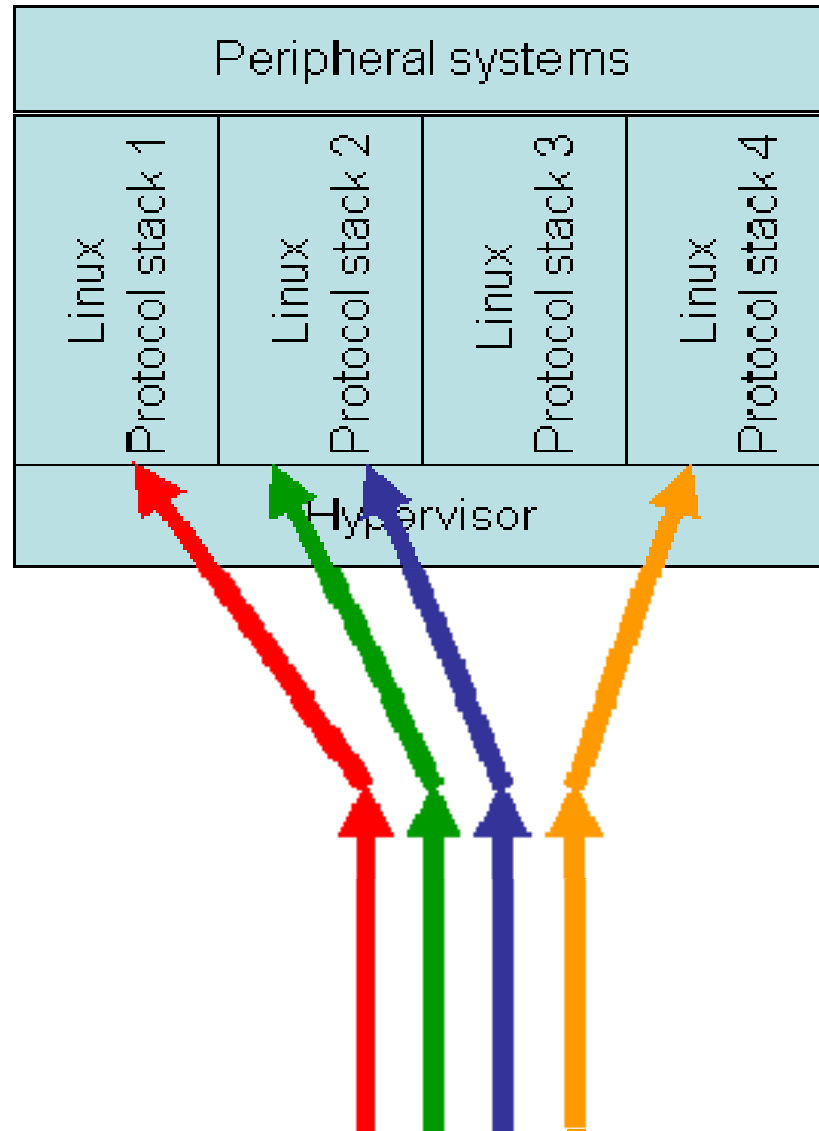 Peripheral systems
Linux
Protocol stack 1
Linux
Protocol stack 2
Linux
Protocol stack 3
Linux
Protocol stack 4
Hypervisor